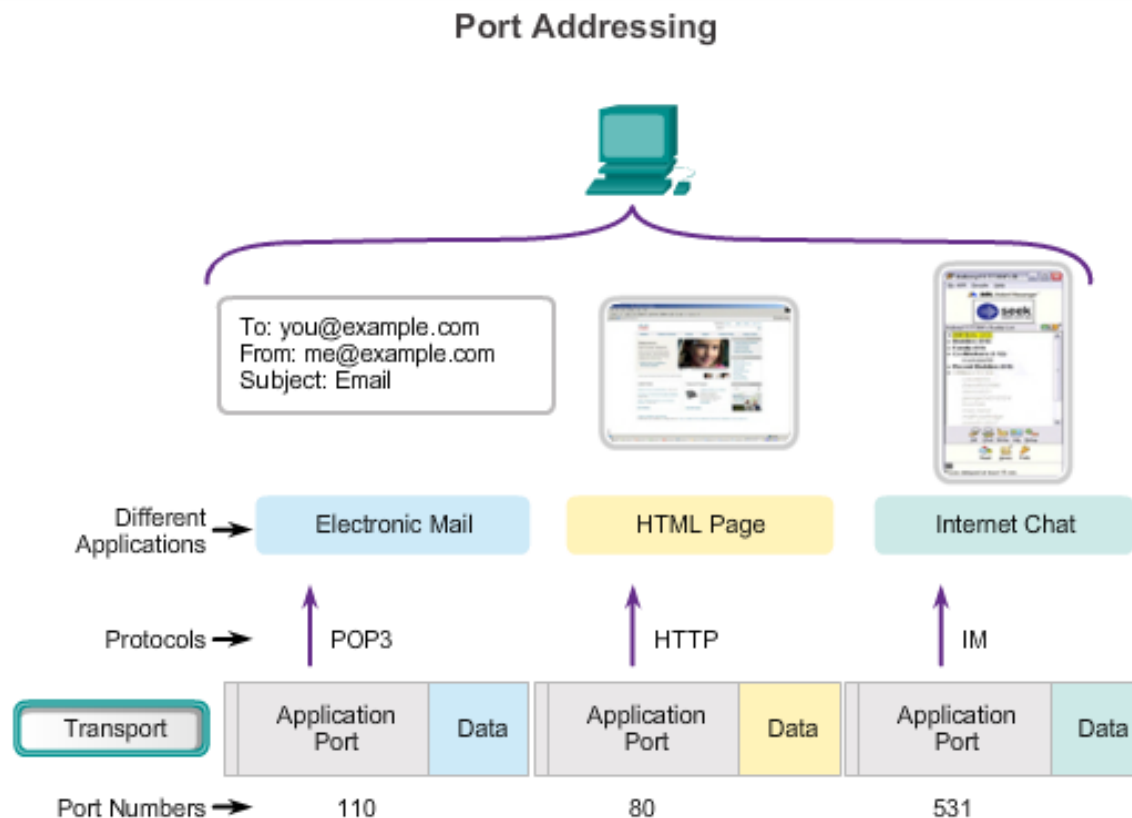 Port Addressing
To: you@example.com
From: me@example.com
Subject: Email
seek
Different
Applications
Electronic Mail
HTML Page
Internet Chat
Protocols
POP3
HTTP
IM
Transport
Application
Port
Data
Application
Port
Data
Application
Port
Data
Port Numbers
110
80
531